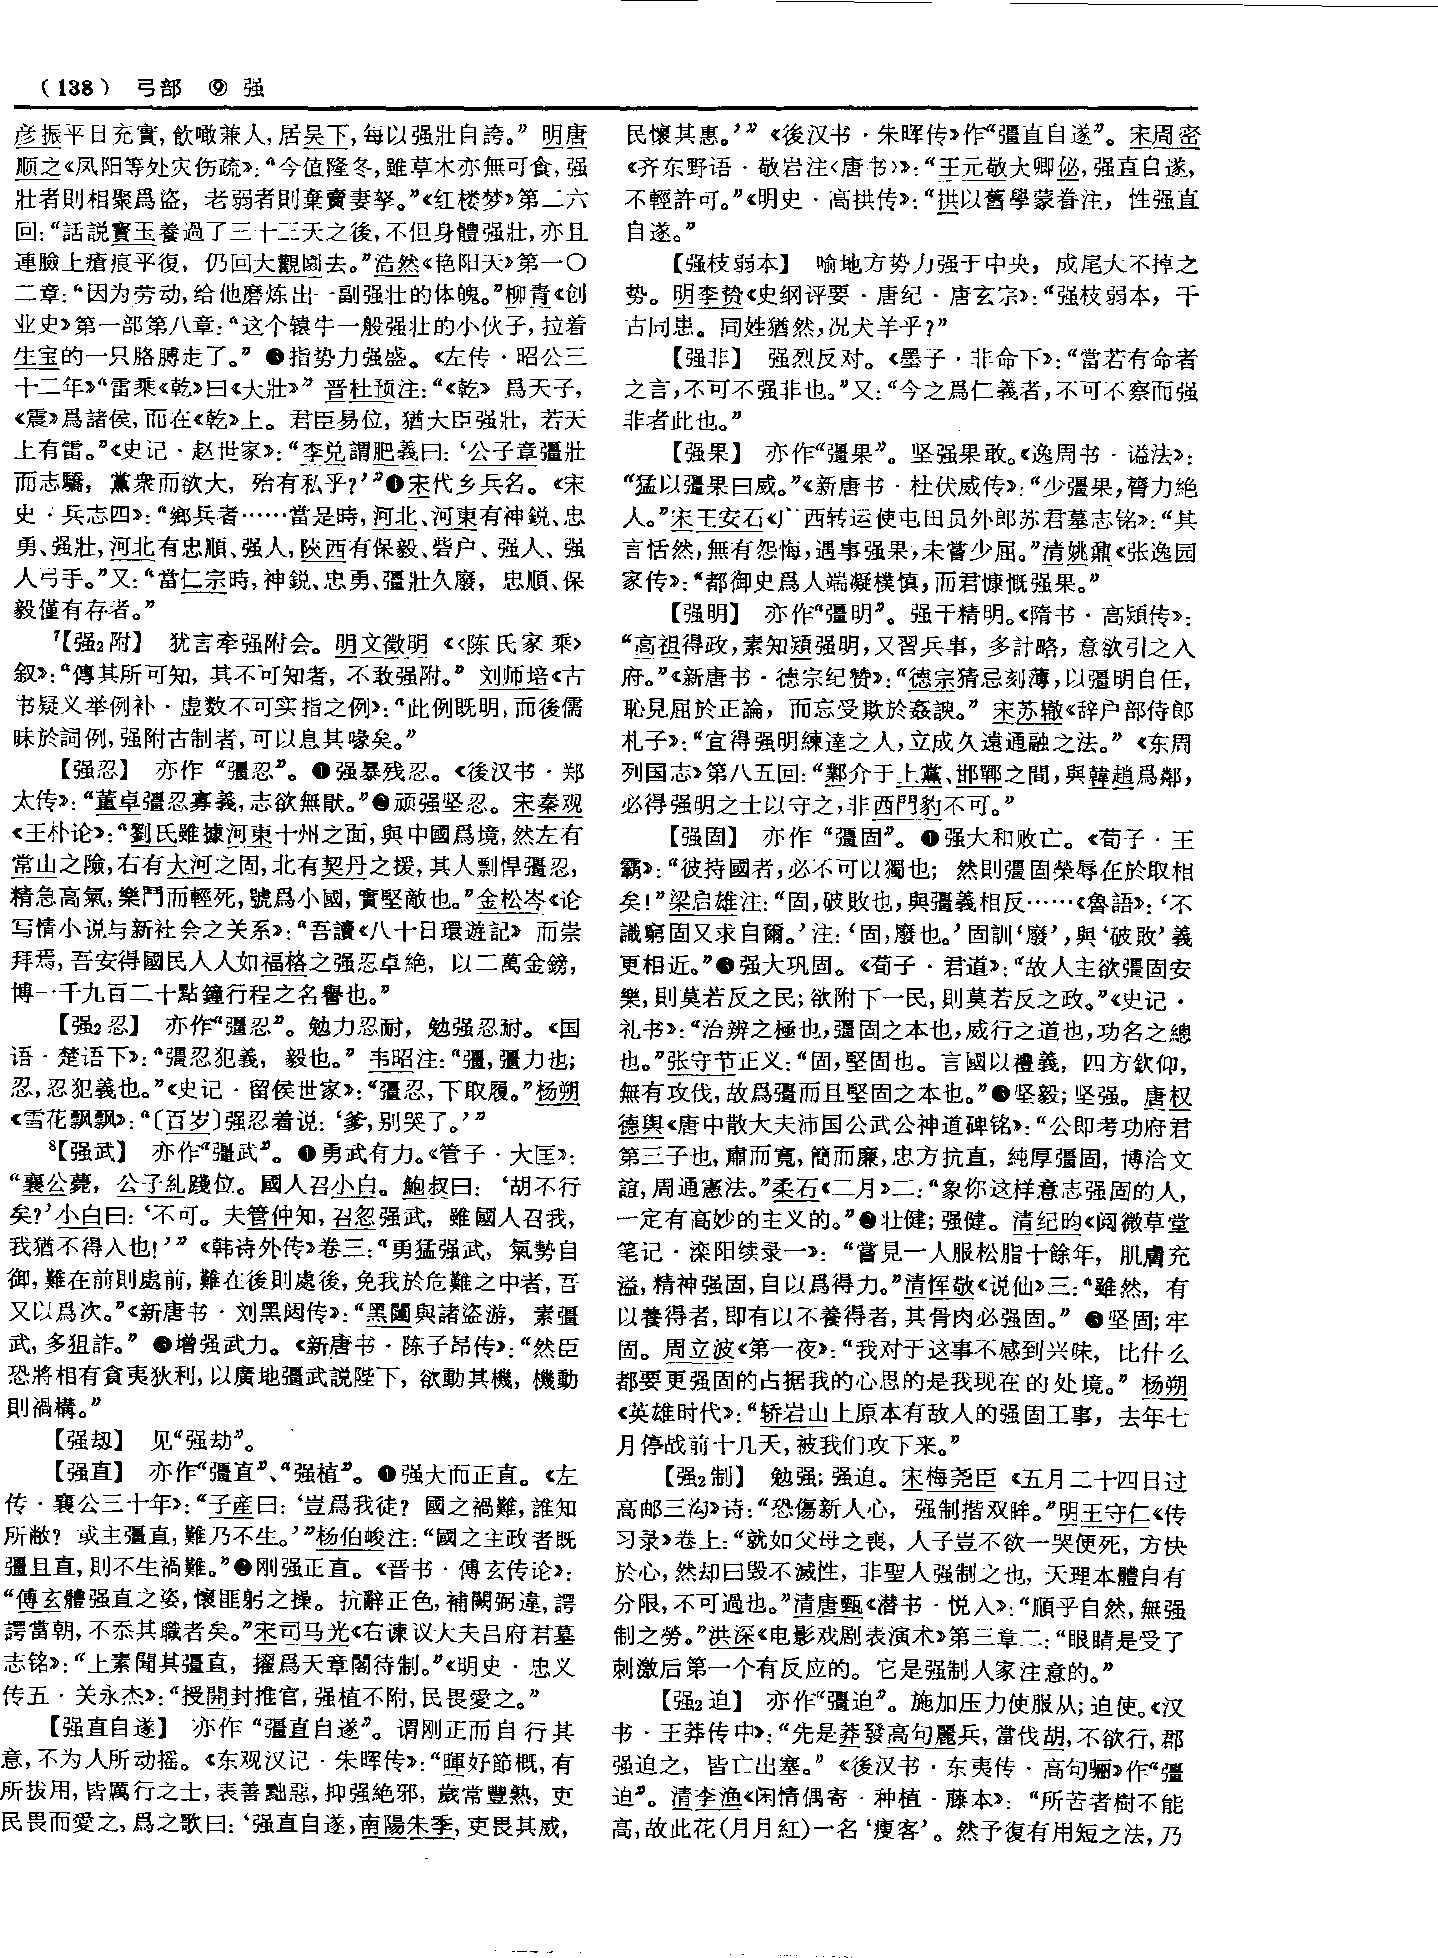 （138） 弓部 ⑨ 强
彦振平日充實，飲噉兼人，居吴下，每以强壯自誇。” 明唐
顺之《凤阳等处灾伤疏》：“今值隆冬，雖草木亦無可食，强
壯者則相聚爲盗，老弱者則棄賣妻孥。”《红楼梦》第二六
回：“話説寶玉養過了三十三天之後，不但身體强壯，亦且
連臉上瘡痕平復，仍回大觀園去。”浩然《艳阳天》第一〇
二章：“因为劳动，给他磨炼出一副强壮的体魄。”柳青《创
业史》第一部第八章：“这个辕牛一般强壮的小伙子，拉着
生宝的一只胳膊走了。” ❸指势力强盛。《左传·昭公三
十二年》“雷乘《乾》曰《大壯》” 晋杜预注：“《乾》爲天子，
《震》爲諸侯，而在《乾》上。君臣易位，猶大臣强壯，若天
上有雷。”《史记·赵世家》：“李兑謂肥義曰：‘公子章彊壯
而志驕，黨衆而欲大，殆有私乎？’”❹宋代乡兵名。《宋
史·兵志四》：“鄉兵者……當是時，河北、河東有神鋭、忠
勇、强壯，河北有忠順、强人，陝西有保毅、砦户、强人、强
人弓手。”又：“當仁宗時，神鋭、忠勇、彊壯久廢，忠順、保
毅僅有存者。”
7【强2附】 犹言牵强附会。明文徵明《〈陈氏家乘〉
叙》：“傳其所可知，其不可知者，不敢强附。” 刘师培《古
书疑义举例补·虚数不可实指之例》：“此例既明，而後儒
昧於詞例，强附古制者，可以息其喙矣。”
【强忍】 亦作“彊忍”。❶强暴残忍。《後汉书·郑
太传》：“董卓彊忍寡義，志欲無猒。”❷顽强坚忍。宋秦观
《王朴论》：“劉氏雖據河東十州之面，與中國爲境，然左有
常山之險，右有大河之固，北有契丹之援，其人剽悍彊忍，
精急高氣，樂鬥而輕死，號爲小國，實堅敵也。”金松岑《论
写情小说与新社会之关系》：“吾讀《八十日環遊記》而崇
拜焉，吾安得國民人人如福格之强忍卓絶，以二萬金鎊，
博一千九百二十點鐘行程之名譽也。”
【强2忍】 亦作“彊忍”。勉力忍耐，勉强忍耐。《国
语·楚语下》：“彊忍犯義，毅也。” 韦昭注：“彊，彊力也；
忍，忍犯義也。”《史记·留侯世家》：“彊忍，下取履。”杨朔
《雪花飘飘》：“〔百岁〕强忍着说：‘爹，别哭了。’”
8【强武】 亦作“彊武”。❶勇武有力。《管子·大匡》：
“襄公薨，公子糺踐位。國人召小白。鮑叔曰：‘胡不行
矣？’小白曰：‘不可。夫管仲知，召忽强武，雖國人召我，
我猶不得入也！’” 《韩诗外传》卷三：“勇猛强武，氣勢自
御，難在前則處前，難在後則處後，免我於危難之中者，吾
又以爲次。”《新唐书·刘黑闼传》：“黑闥與諸盗游，素彊
武，多狙詐。” ❷增强武力。《新唐书·陈子昂传》：“然臣
恐將相有貪夷狄利，以廣地彊武説陛下，欲動其機，機動
則禍構。”
【强刼】 见“强劫”。
【强直】 亦作“彊直”、“强植”。❶强大而正直。《左
传·襄公三十年》：“子産曰：‘豈爲我徒？國之禍難，誰知
所敝？或主彊直，難乃不生。’”杨伯峻注：“國之主政者既
彊且直，則不生禍難。”❷刚强正直。《晋书·傅玄传论》：
“傅玄體强直之姿，懷匪躬之操。抗辭正色，補闕弼違，諤
諤當朝，不忝其職者矣。”宋司马光《右谏议大夫吕府君墓
志铭》：“上素聞其彊直，擢爲天章閣待制。”《明史·忠义
传五·关永杰》：“授開封推官，强植不附，民畏愛之。”
【强直自遂】 亦作“彊直自遂”。谓刚正而自行其
意，不为人所动摇。《东观汉记·朱晖传》：“暉好節概，有
所拔用，皆厲行之士，表善黜惡，抑强絶邪，歲常豐熟，吏
民畏而愛之，爲之歌曰：‘强直自遂，南陽朱季，吏畏其威，
民懷其惠。’” 《後汉书·朱晖传》作“彊直自遂”。宋周密
《齐东野语·敬岩注〈唐书〉》：“王元敬大卿佖，强直自遂，
不輕許可。”《明史·高拱传》：“拱以舊學蒙眷注，性强直
自遂。”
【强枝弱本】 喻地方势力强于中央，成尾大不掉之
势。明李贽《史纲评要·唐纪·唐玄宗》：“强枝弱本，千
古同患。同姓猶然，况犬羊乎？”
【强非】 强烈反对。《墨子·非命下》：“當若有命者
之言，不可不强非也。”又：“今之爲仁義者，不可不察而强
非者此也。”
【强果】 亦作“彊果”。坚强果敢。《逸周书·谥法》：
“猛以彊果曰威。”《新唐书·杜伏威传》：“少彊果，膂力絶
人。”宋王安石《广西转运使屯田员外郎苏君墓志铭》：“其
言恬然，無有怨悔，遇事强果，未嘗少屈。”清姚鼐《张逸园
家传》：“都御史爲人端凝樸慎，而君慷慨强果。”
【强明】 亦作“彊明”。强干精明。《隋书·高颎传》：
“高祖得政，素知熲强明，又習兵事，多計略，意欲引之入
府。”《新唐书·德宗纪赞》：“德宗猜忌刻薄，以彊明自任，
恥見屈於正論，而忘受欺於姦諛。” 宋苏辙《辞户部侍郎
札子》：“宜得强明練達之人，立成久遠通融之法。” 《东周
列国志》第八五回：“鄴介于上黨、邯鄲之間，與韓趙爲鄰，
必得强明之士以守之，非西門豹不可。”
【强固】 亦作“彊固”。❶强大和败亡。《荀子·王
霸》：“彼持國者，必不可以獨也；然則彊固榮辱在於取相
矣！”梁启雄注：“固，破敗也，與彊義相反……《魯語》：‘不
識窮固又求自爾。’注：‘固，廢也。’固訓‘廢’，與‘破敗’義
更相近。”❷强大巩固。《荀子·君道》：“故人主欲彊固安
樂，則莫若反之民；欲附下一民，則莫若反之政。”《史记·
礼书》：“治辨之極也，彊固之本也，威行之道也，功名之總
也。”张守节正义：“固，堅固也。言國以禮義，四方欽仰，
無有攻伐，故爲彊而且堅固之本也。”❸坚毅；坚强。唐权
德舆《唐中散大夫沛国公武公神道碑铭》：“公即考功府君
第三子也，肅而寬，簡而廉，忠方抗直，純厚彊固，博洽文
誼，周通憲法。”柔石《二月》二：“象你这样意志强固的人，
一定有高妙的主义的。”❹壮健；强健。清纪昀《阅微草堂
笔记·滦阳续录一》：“嘗見一人服松脂十餘年，肌膚充
溢，精神强固，自以爲得力。”清恽敬《说仙》三：“雖然，有
以養得者，即有以不養得者，其骨肉必强固。” ❺坚固；牢
固。周立波《第一夜》：“我对于这事不感到兴味，比什么
都要更强固的占据我的心思的是我现在的处境。” 杨朔
《英雄时代》：“轿岩山上原本有敌人的强固工事，去年七
月停战前十几天，被我们攻下来。”
【强2制】 勉强；强迫。宋梅尧臣《五月二十四日过
高邮三沟》诗：“恐傷新人心，强制揩双眸。”明王守仁《传
习录》卷上：“就如父母之喪，人子豈不欲一哭便死，方快
於心，然却曰毁不滅性，非聖人强制之也，天理本體自有
分限，不可過也。”清唐甄《潜书·悦入》：“順乎自然，無强
制之勞。”洪深《电影戏剧表演术》第三章二：“眼睛是受了
刺激后第一个有反应的。它是强制人家注意的。”
【强2迫】 亦作“彊迫”。施加压力使服从；迫使。《汉
书·王莽传中》：“先是莽發高句麗兵，當伐胡，不欲行，郡
强迫之，皆亡出塞。” 《後汉书·东夷传·高句骊》作“彊
迫”。清李渔《闲情偶寄·种植·藤本》：“所苦者樹不能
高，故此花（月月紅）一名‘瘦客’。然予復有用短之法，乃